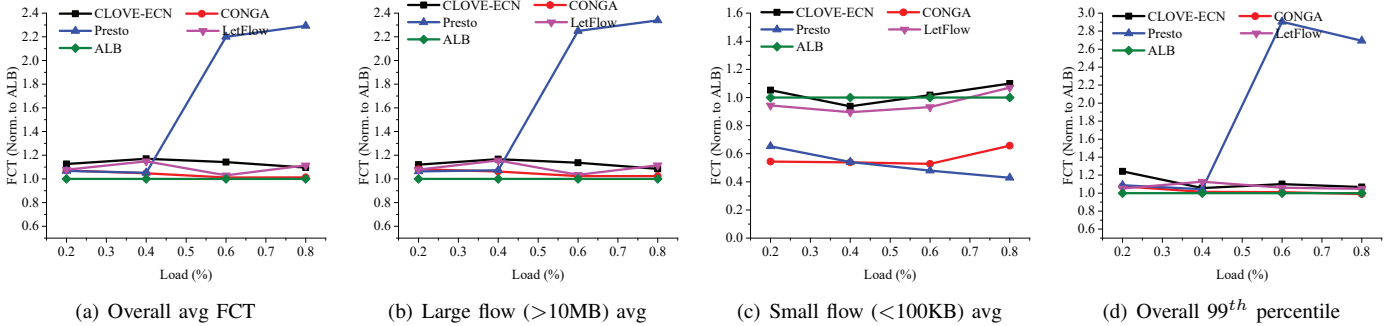 CLOVE-ECN CONGA
Presto LetFlow
ALB
FCT (Norm. to ALB)
2.4
2.2
2.0
1.8
1.6
1.4
1.2
1.0
0.8
0.6
0.2 0.3 0.4 0.5 0.6 0.7 0.8
Load (%)
(a) Overall avg FCT
CLOVE-ECN CONGA
Presto LetFlow
ALB
FCT (Norm. to ALB)
2.4
2.2
2.0
1.8
1.6
1.4
1.2
1.0
0.8
0.6
0.2 0.3 0.4 0.5 0.6 0.7 0.8
Load (%)
(b) Large flow (>10MB) avg
CLOVE-ECN CONGA
Presto LetFlow
ALB
FCT (Norm. to ALB)
1.6
1.4
1.2
1.0
0.8
0.6
0.4
0.2
0.0
0.2 0.3 0.4 0.5 0.6 0.7 0.8
Load (%)
(c) Small flow (<100KB) avg
CLOVE-ECN CONGA
Presto LetFlow
ALB
FCT (Norm. to ALB)
3.0
2.8
2.6
2.4
2.2
2.0
1.8
1.6
1.4
1.2
1.0
0.8
0.6
0.2 0.3 0.4 0.5 0.6 0.7 0.8
Load (%)
(d) Overall 99th percentile